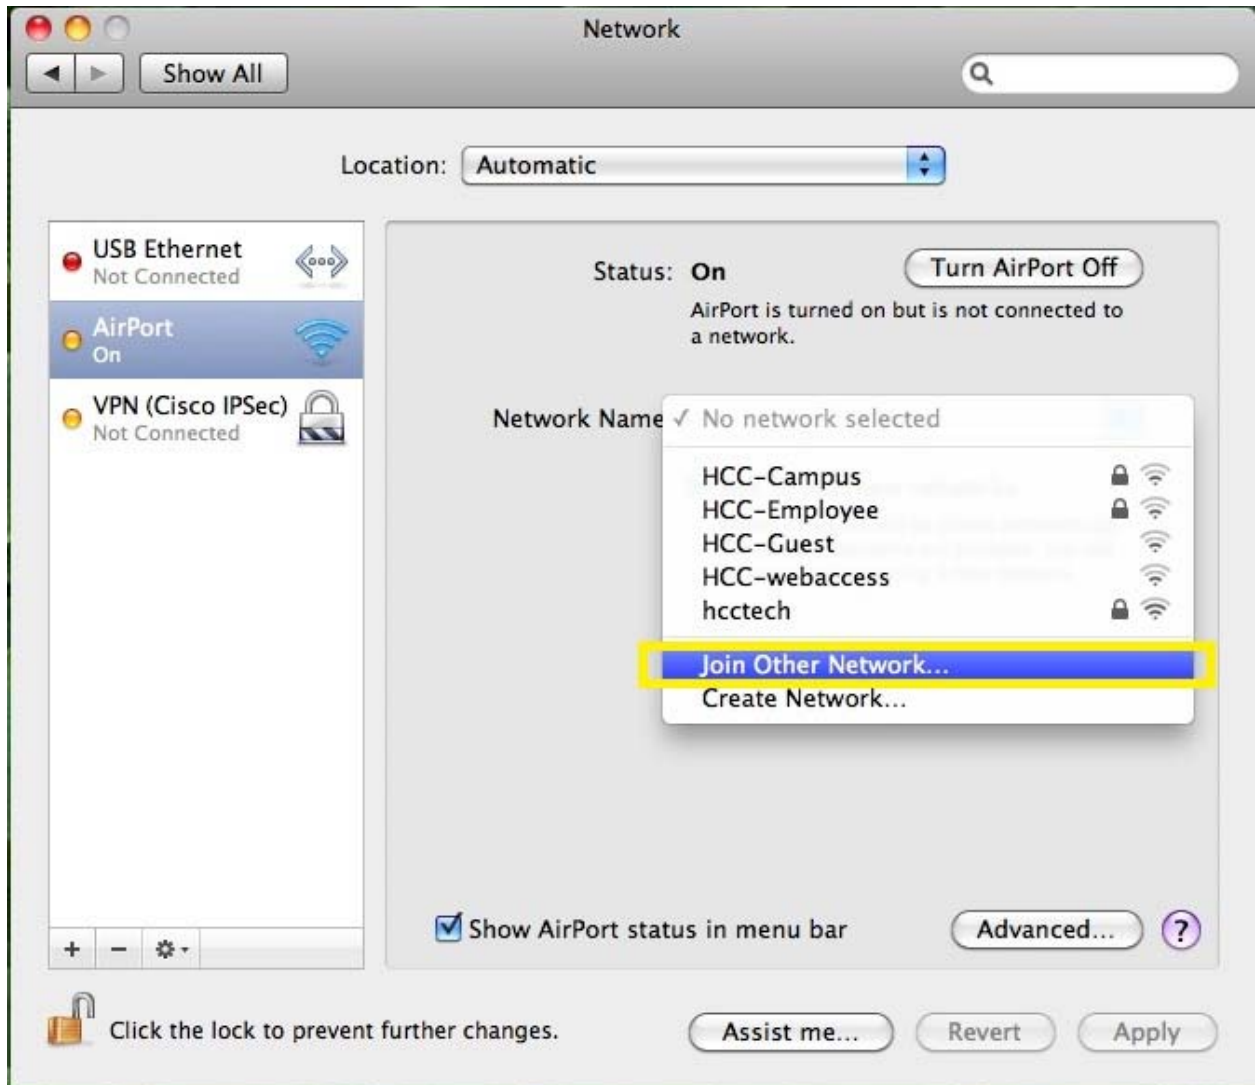 Network
Show All
Location: Automatic
USB Ethernet
Not Connected
AirPort
On
VPN (Cisco IPSec)
Not Connected
Status: On
Turn AirPort Off
AirPort is turned on but is not connected to
a network.
Network Name
✓ No network selected
HCC-Campus
HCC-Employee
HCC-Guest
HCC-webaccess
hcctech
Join Other Network...
Create Network...
Show AirPort status in menu bar
Advanced...
?
Click the lock to prevent further changes.
Assist me...
Revert
Apply